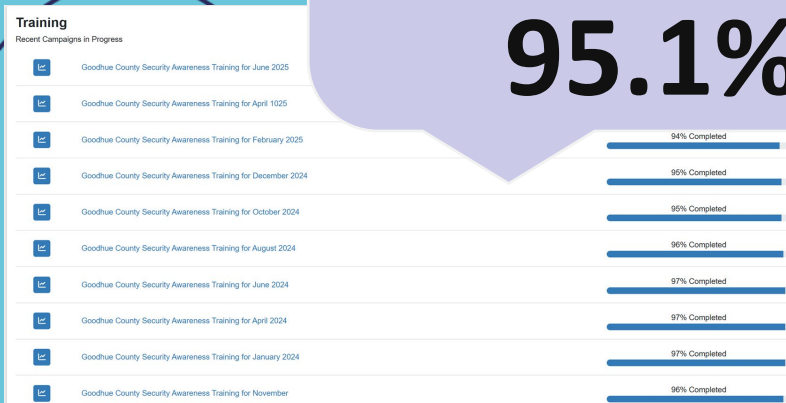 Training
95.1%
Recent Campaigns in Progress
Goodhue County Security Awareness Training for June 2025
Goodhue County Security Awareness Training for April 1025
Goodhue County Security Awareness Training for February 2025 94% Completed
Goodhue County Security Awareness Training for December 2024 95% Completed
Goodhue County Security Awareness Training for October 2024 95% Completed
Goodhue County Security Awareness Training for August 2024 96% Completed
Goodhue County Security Awareness Training for June 2024 97% Completed
Goodhue County Security Awareness Training for April 2024 97% Completed
Goodhue County Security Awareness Training for January 2024 97% Completed
Goodhue County Security Awareness Training for November 96% Completed